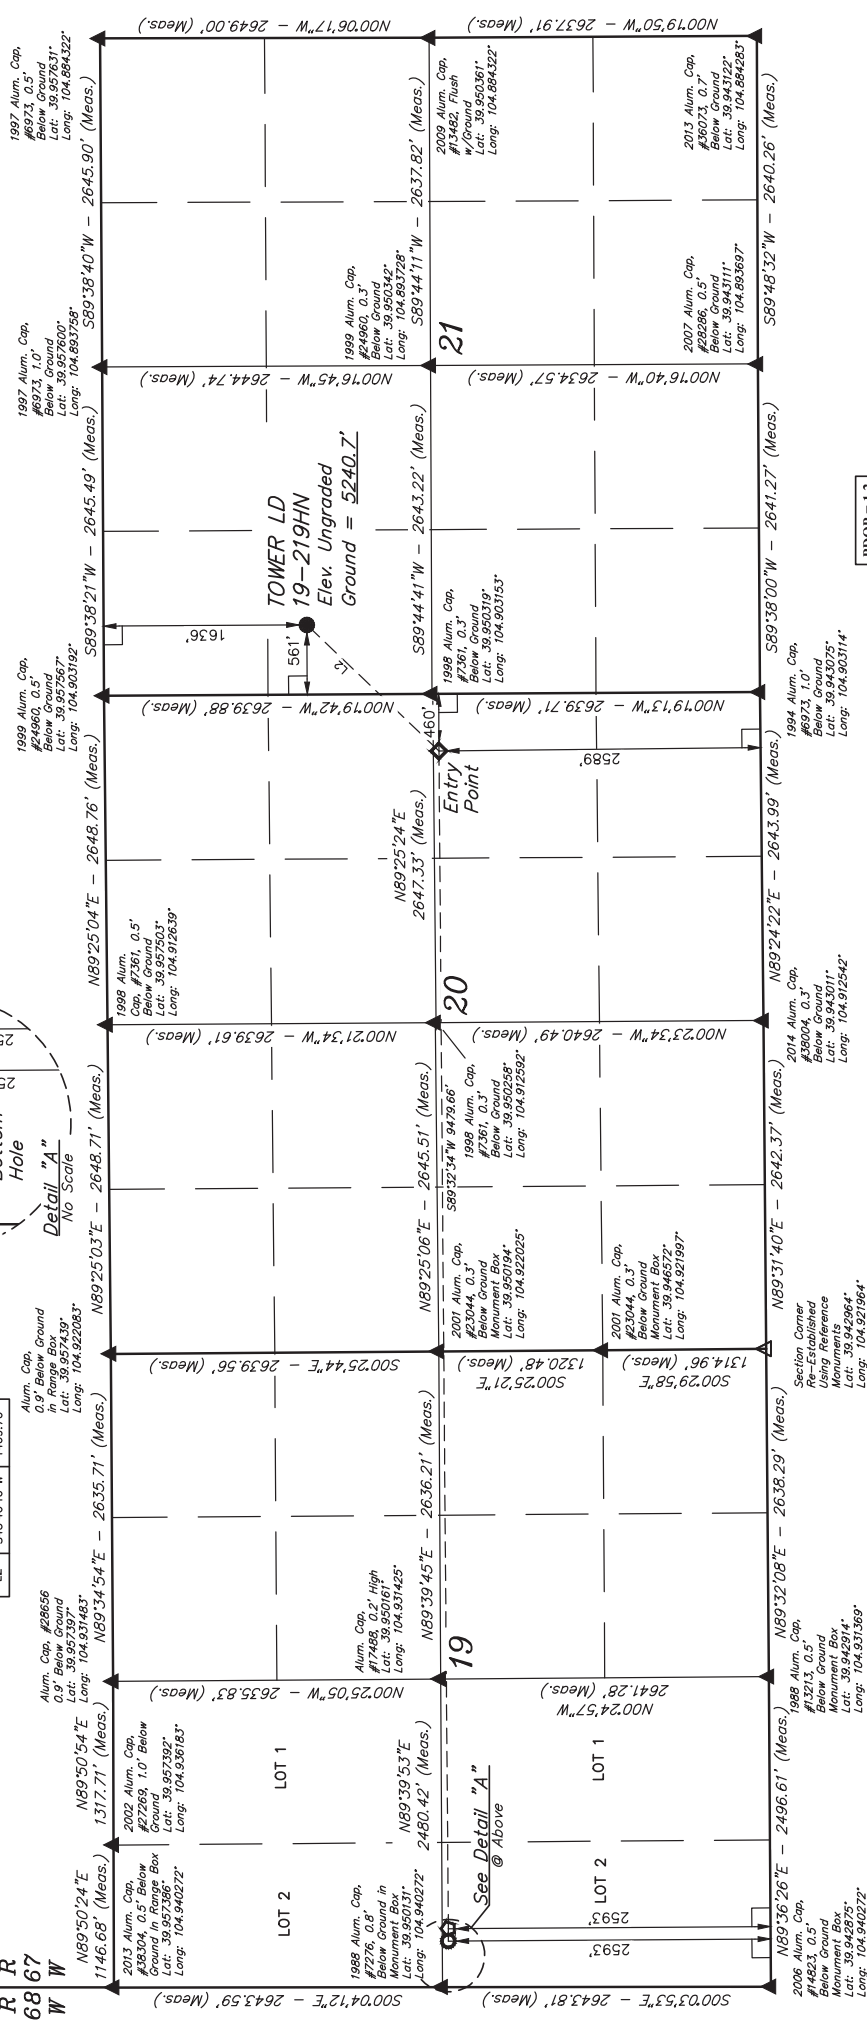 R R
68 67
W W
N89°50'24"E
1146.68' (Meas.)
N89°50'54"E
1317.71' (Meas.)
N89°34'54"E - 2635.71' (Meas.)
N89°25'03"E - 2648.71' (Meas.)
N89°25'04"E - 2648.76' (Meas.)
S89°38'21"W - 2645.49' (Meas.)
S89°38'40"W - 2645.90' (Meas.)
2013 Alum. Cap,
#38304, 0.5' Below
Ground in Range Box
Lat: 39.957386°
Long: 104.940272°
2002 Alum. Cap,
#27269, 1.0' Below
Ground
Lat: 39.957392°
Long: 104.936183°
Alum. Cap, #28656
0.9' Below Ground
Lat: 39.957397°
Long: 104.931483°
Alum. Cap,
0.9' Below Ground
in Range Box
Lat: 39.957439°
Long: 104.922083°
Hole
Detail "A"
No Scale
1998 Alum.
Cap, #7361, 0.5'
Below Ground
Lat: 39.957503°
Long: 104.912639°
1999 Alum. Cap,
#24960, 0.5'
Below Ground
Lat: 39.957567°
Long: 104.903192°
1997 Alum. Cap,
#6973, 1.0'
Below Ground
Lat: 39.957600°
Long: 104.893758°
1997 Alum. Cap,
#6973, 0.5'
Below Ground
Lat: 39.957631°
Long: 104.884322°
S00°04'12"E - 2643.59' (Meas.)
LOT 2
LOT 1
N00°25'05"W - 2635.83' (Meas.)
S00°25'44"E - 2639.56' (Meas.)
N00°21'34"W - 2639.61' (Meas.)
N00°19'42"W - 2639.88' (Meas.)
N00°16'45"W - 2644.74' (Meas.)
N00°06'17"W - 2649.00' (Meas.)
1636'
561'
TOWER LD
19-219HN
Elev. Ungraded
Ground = 5240.7'
L2
1988 Alum. Cap,
#7276, 0.8'
Below Ground in
Monument Box
Lat: 39.950131°
Long: 104.940272°
N89°39'53"E
2480.42' (Meas.)
Alum. Cap,
#17488, 0.2' High
Lat: 39.950161°
Long: 104.931425°
N89°39'45"E - 2636.21' (Meas.)
N89°25'06"E - 2645.51' (Meas.)
N89°25'24"E
2647.33' (Meas.)
S89°44'41"W - 2643.22' (Meas.)
1999 Alum. Cap,
#24960, 0.3'
Below Ground
Lat: 39.950342°
Long: 104.893728°
S89°44'11"W - 2637.82' (Meas.)
460'
S89°32'34"W 9479.66'
19
20
21
See Detail "A"
@ Above
2001 Alum. Cap,
#23044, 0.3'
Below Ground
Monument Box
Lat: 39.950194°
Long: 104.922025°
1998 Alum. Cap,
#7361, 0.3'
Below Ground
Lat: 39.950258°
Long: 104.912592°
Entry
Point
1998 Alum. Cap,
#7361, 0.3'
Below Ground
Lat: 39.950319°
Long: 104.903153°
2009 Alum. Cap,
#13482, Flush
w/Ground
Lat: 39.950361°
Long: 104.884322°
S00°03'53"E - 2643.81' (Meas.)
2593'
2593'
LOT 2
LOT 1
N00°24'57"W
2641.28' (Meas.)
S00°25'21"E
1320.48' (Meas.)
2001 Alum. Cap,
#23044, 0.3'
Below Ground
Monument Box
Lat: 39.946572°
Long: 104.921997°
S00°29'58"E
1314.96' (Meas.)
N00°23'34"W - 2640.49' (Meas.)
2589'
N00°19'13"W - 2639.71' (Meas.)
N00°16'40"W - 2634.57' (Meas.)
N00°19'50"W - 2637.91' (Meas.)
2007 Alum. Cap,
#28286, 0.5'
Below Ground
Lat: 39.943111°
Long: 104.893697°
2013 Alum. Cap,
#36073, 0.7'
Below Ground
Lat: 39.943122°
Long: 104.884283°
N89°36'26"E - 2496.61' (Meas.)
N89°32'08"E - 2638.29' (Meas.)
N89°31'40"E - 2642.37' (Meas.)
N89°24'22"E - 2643.99' (Meas.)
S89°38'00"W - 2641.27' (Meas.)
S89°48'32"W - 2640.26' (Meas.)
2006 Alum. Cap,
#14823, 0.5'
Below Ground
Monument Box
Lat: 39.942875°
Long: 104.940272°
1988 Alum. Cap,
#13213, 0.5'
Below Ground
Monument Box
Lat: 39.942914°
Long: 104.931369°
Section Corner
Re-Established
Using Reference
Monuments
Lat: 39.942964°
Long: 104.921964°
2014 Alum. Cap,
#38004, 0.3'
Below Ground
Lat: 39.943011°
Long: 104.912542°
1994 Alum. Cap,
#6973, 1.0'
Below Ground
Lat: 39.943075°
Long: 104.903114°